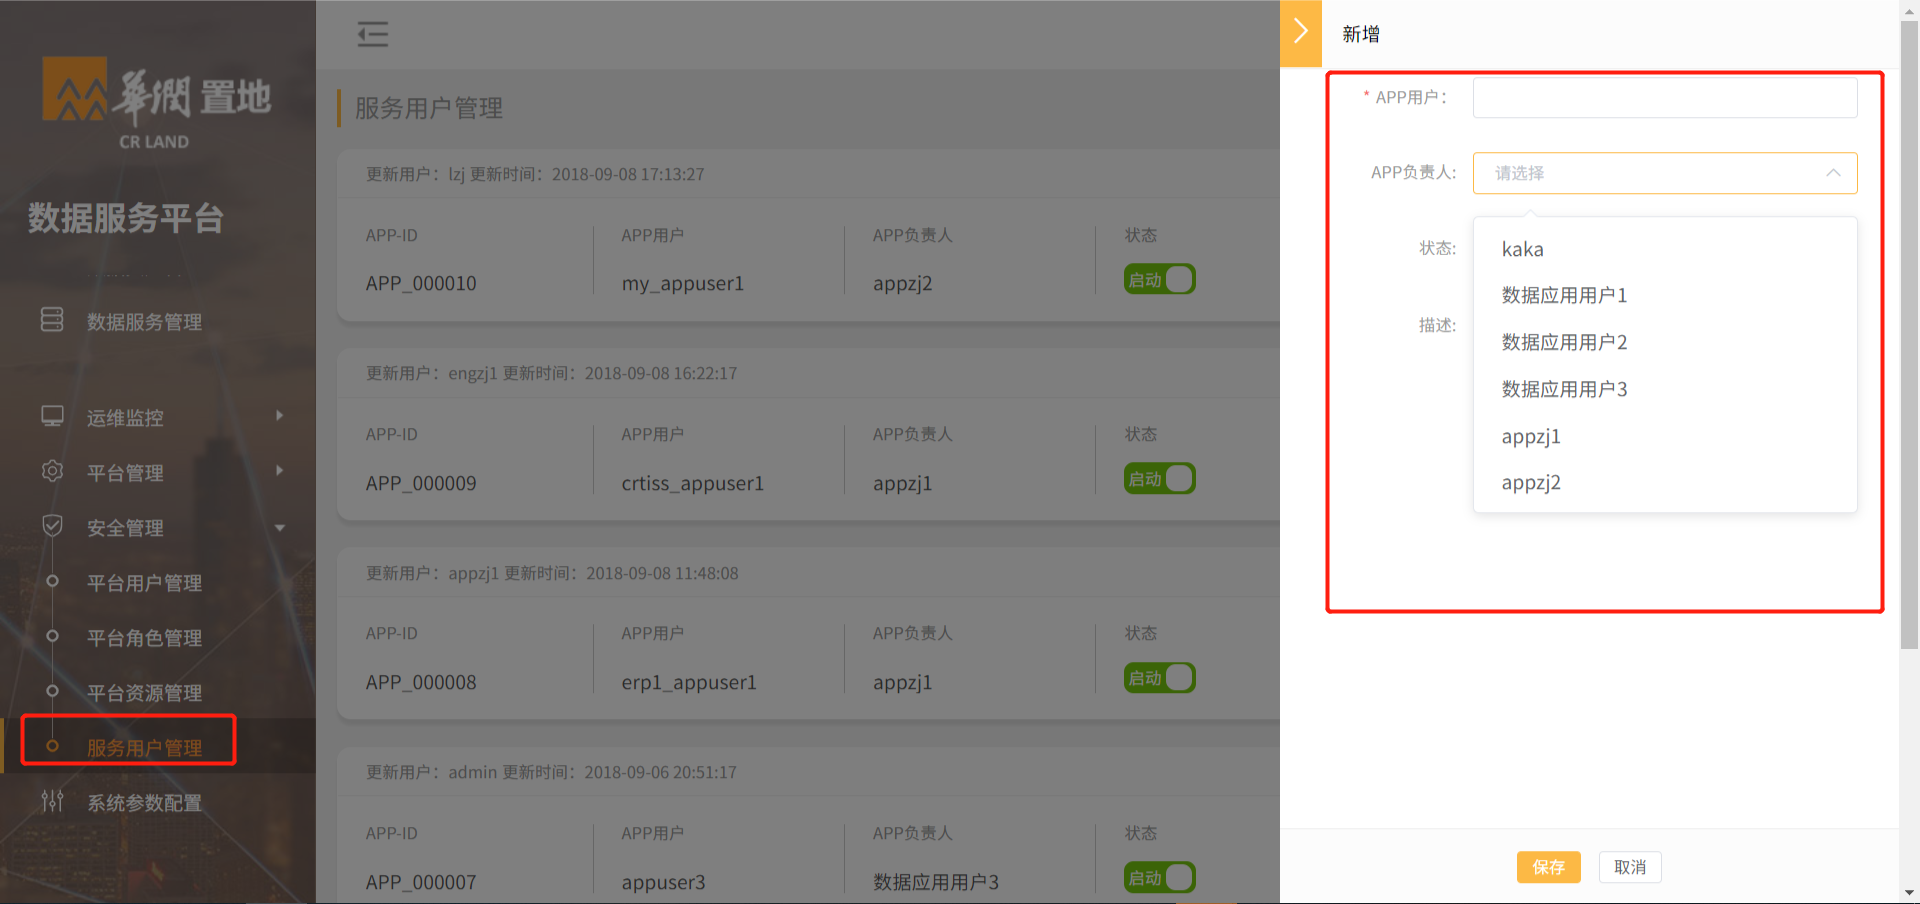 華潤 置地
CR LAND
数据服务平台
数据服务管理
运维监控
平台管理
安全管理
平台用户管理
平台角色管理
平台资源管理
服务用户管理
系统参数配置
服务用户管理
更新用户：lzj 更新时间：2018-09-08 17:13:27
APP-ID APP用户 APP负责人 状态
APP_000010 my_appuser1 appzj2 启动
更新用户：engzj1 更新时间：2018-09-08 16:22:17
APP-ID APP用户 APP负责人 状态
APP_000009 crtiss_appuser1 appzj1 启动
更新用户：appzj1 更新时间：2018-09-08 11:48:08
APP-ID APP用户 APP负责人 状态
APP_000008 erp1_appuser1 appzj1 启动
更新用户：admin 更新时间：2018-09-06 20:51:17
APP-ID APP用户 APP负责人 状态
APP_000007 appuser3 数据应用用户3 启动
新增
* APP用户：
APP负责人: 请选择
状态:
描述:
kaka
数据应用用户1
数据应用用户2
数据应用用户3
appzj1
appzj2
保存 取消